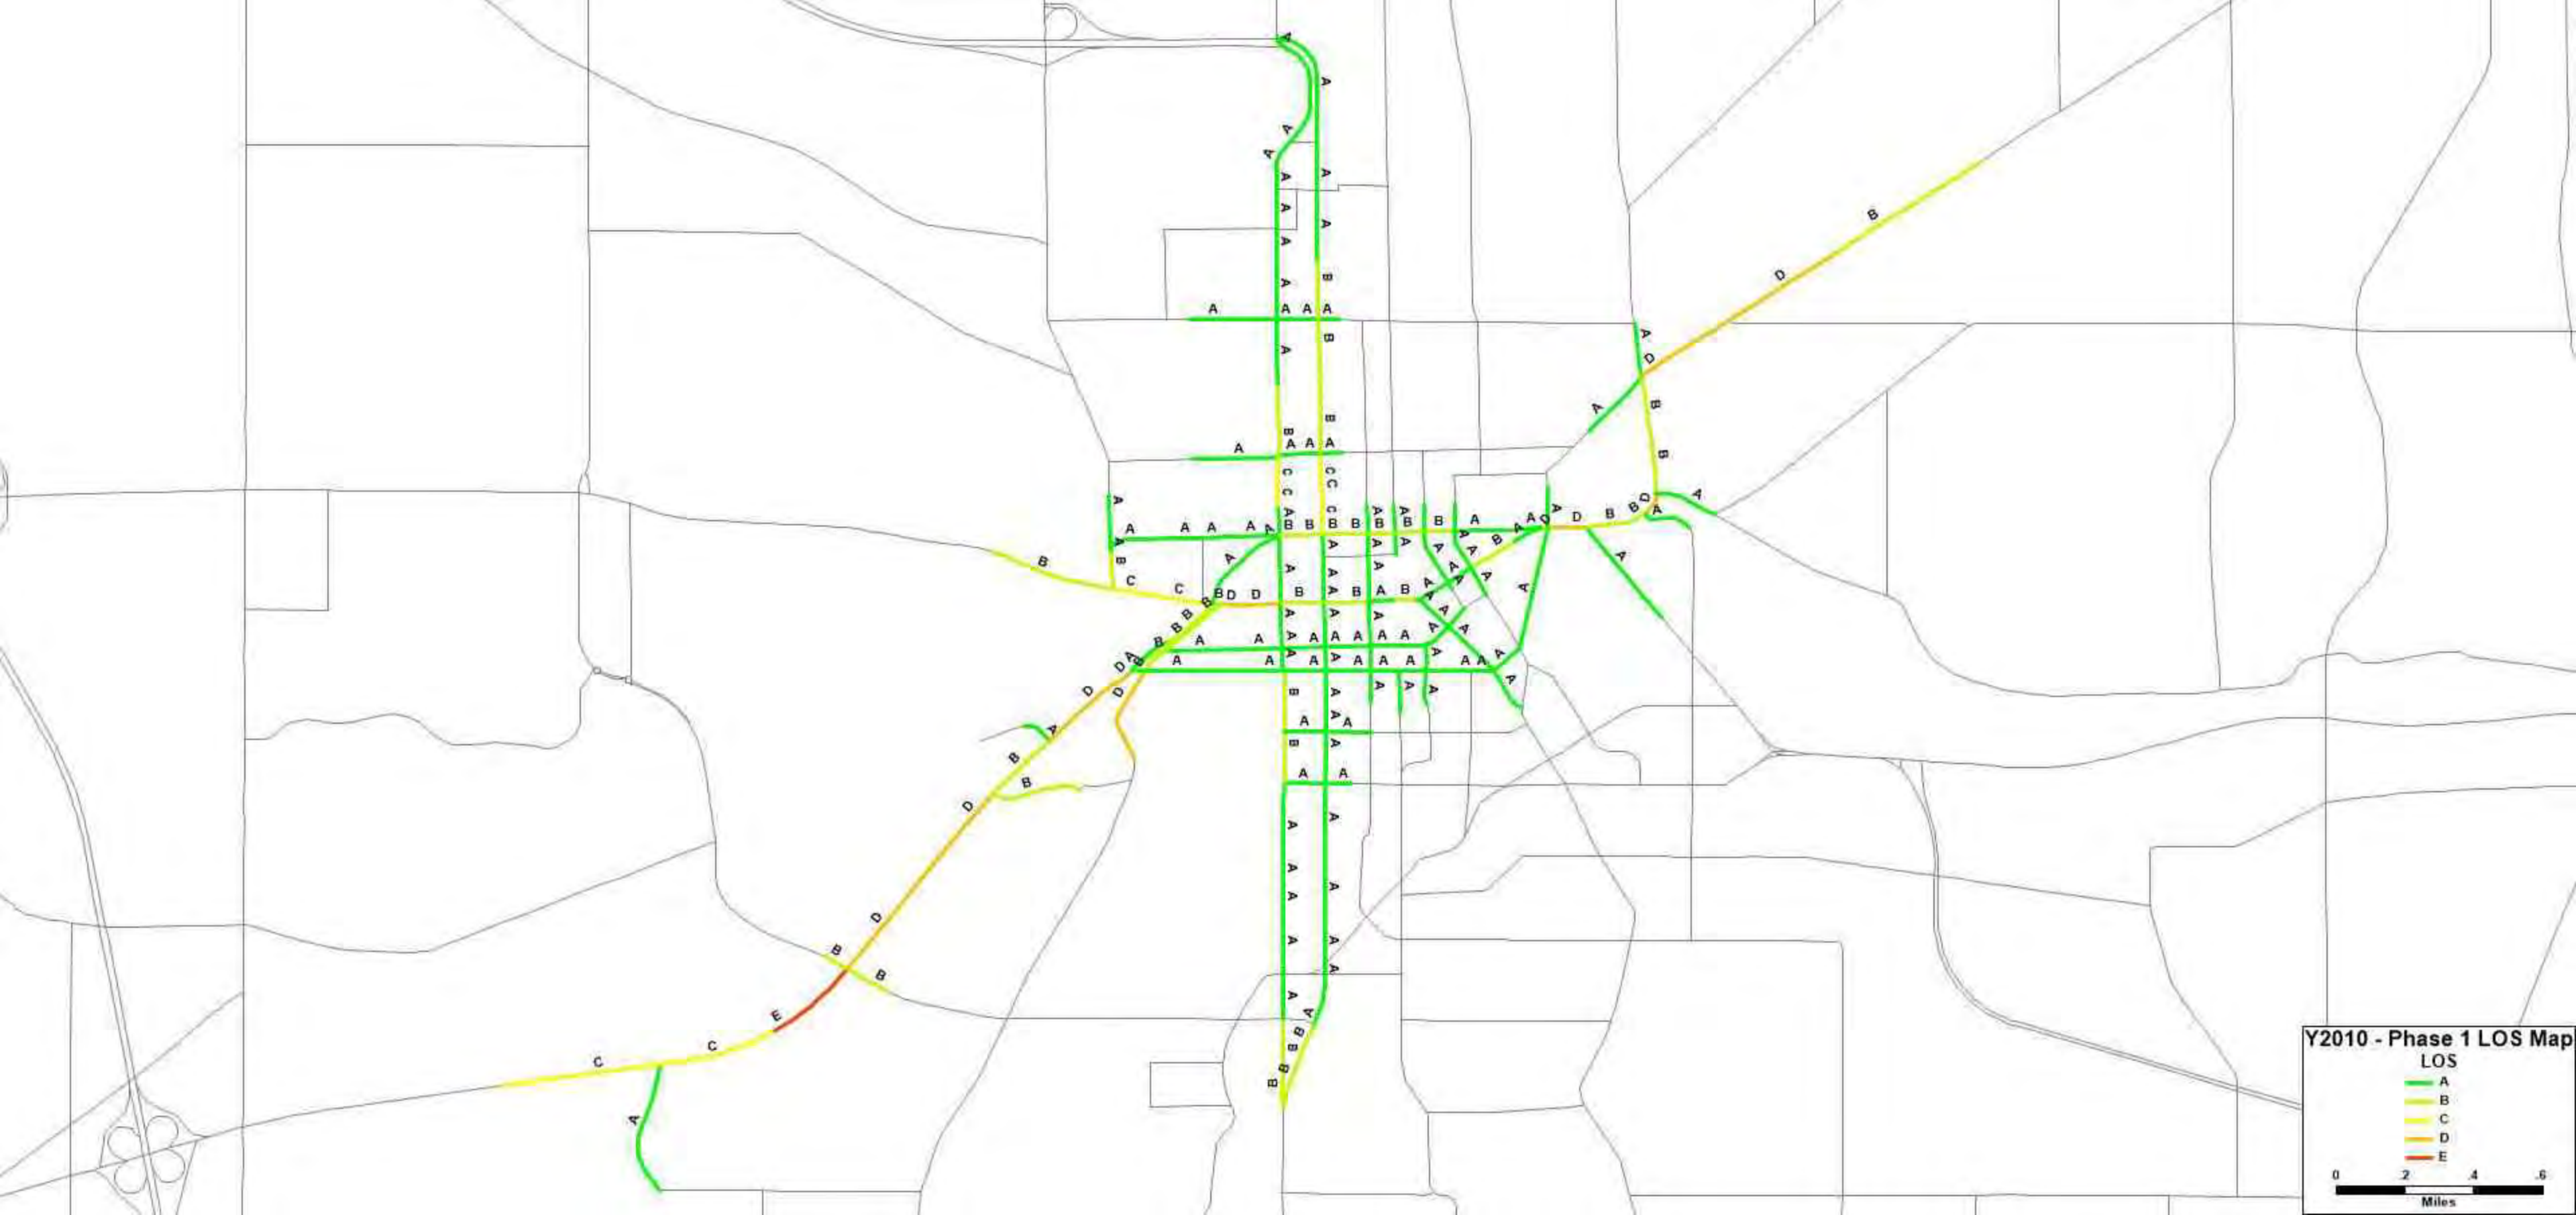 A
A
A
A
A A
A
B
A
A
D
B
A
A A A A
A
B
A
D
A B
B
B
A A A A
B
C C
C C
A D A
A C A A A B A
A A A A A B B B B B B B A A A D D B
A A A A A B
A A A A A
B B A A A A
C A A A A
C B D D B A B A B A A
B A A A A A
B B A A
B A A A A A A A A
D A B A A A A A A A A A
D D B A A A A A
A A A A
B B A
D B A A
A A
A
A
D A
B B A A
A A
E B B
C B
C B B
A
Y2010 - Phase 1 LOS Map
LOS
A
B
C
D
E
0 .2 .4 .6
Miles